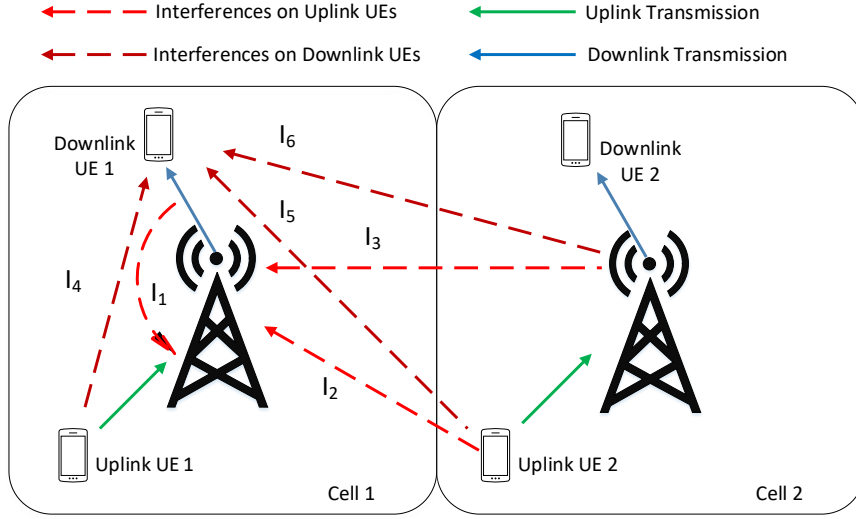 Interferences on Uplink UEs
Uplink Transmission
Interferences on Downlink UEs
Downlink Transmission
Downlink
UE 1
I6
Downlink
UE 2
I5
I3
I4
I1
I2
Uplink UE 1
Uplink UE 2
Cell 1
Cell 2